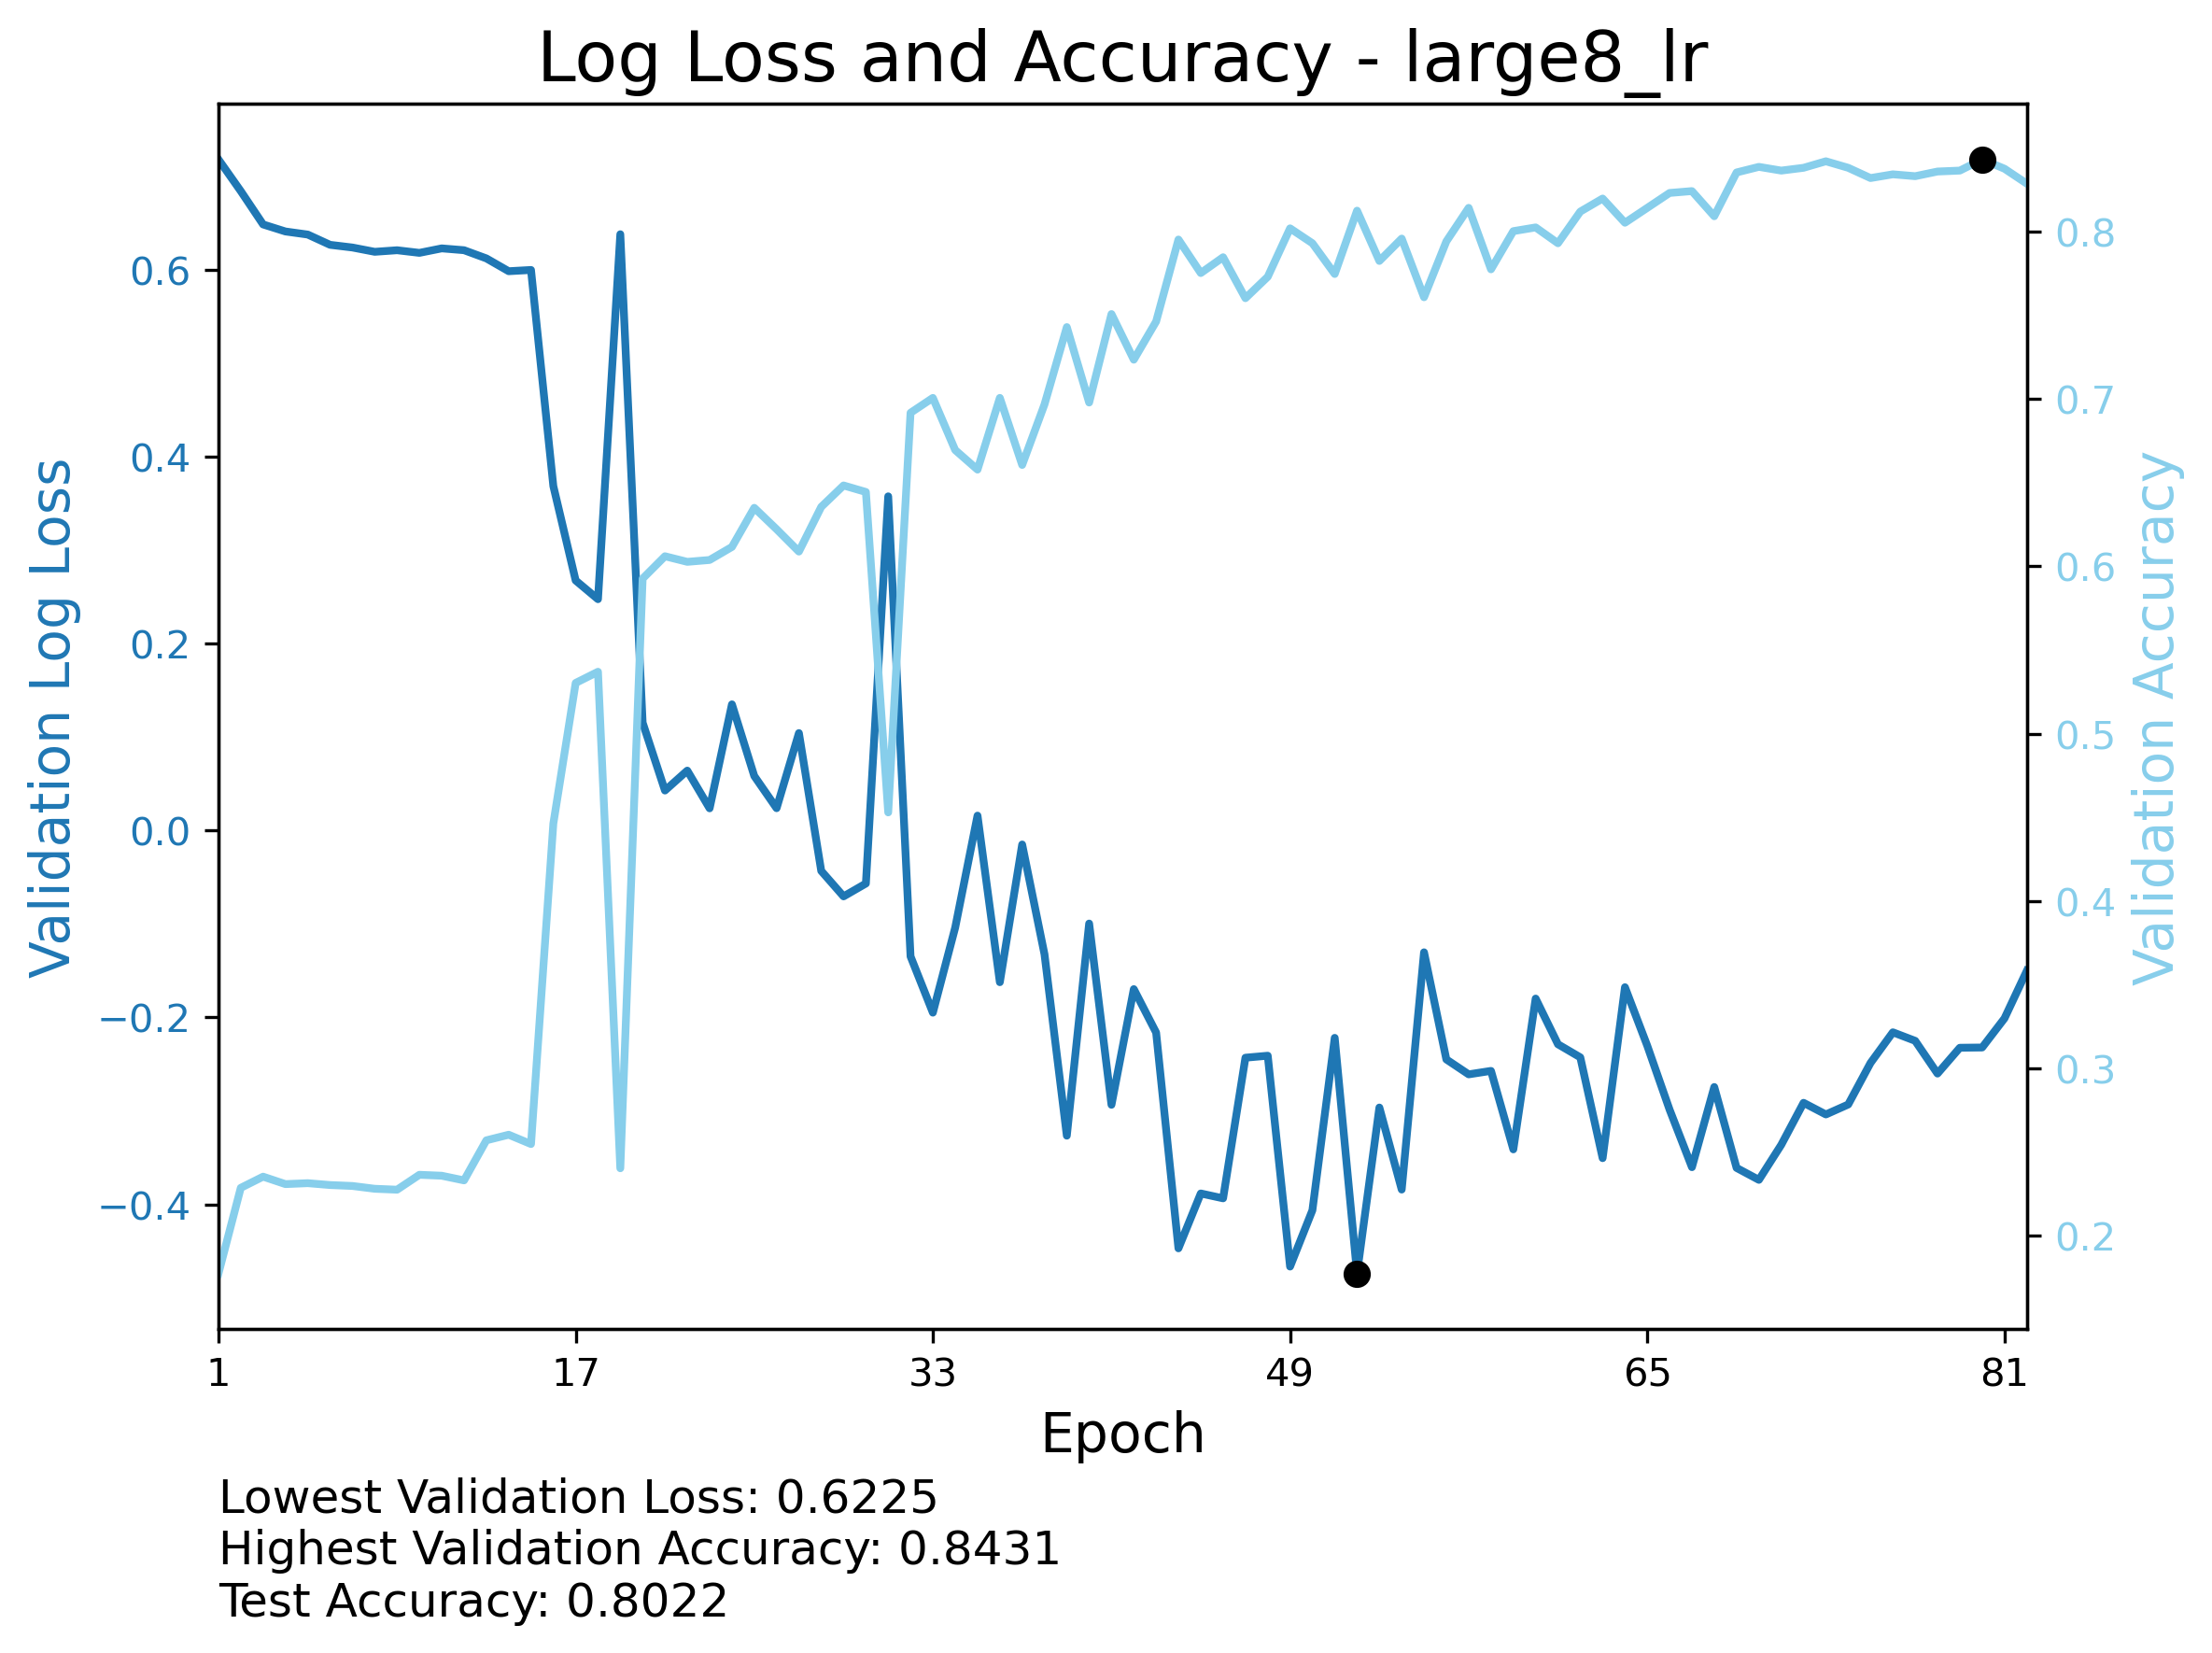 Log Loss and Accuracy - large8_lr
Validation Log Loss
0.6
0.4
0.2
0.0
−0.2
−0.4
Validation Accuracy
0.8
0.7
0.6
0.5
0.4
0.3
0.2
1 17 33 49 65 81
Epoch
Lowest Validation Loss: 0.6225
Highest Validation Accuracy: 0.8431
Test Accuracy: 0.8022